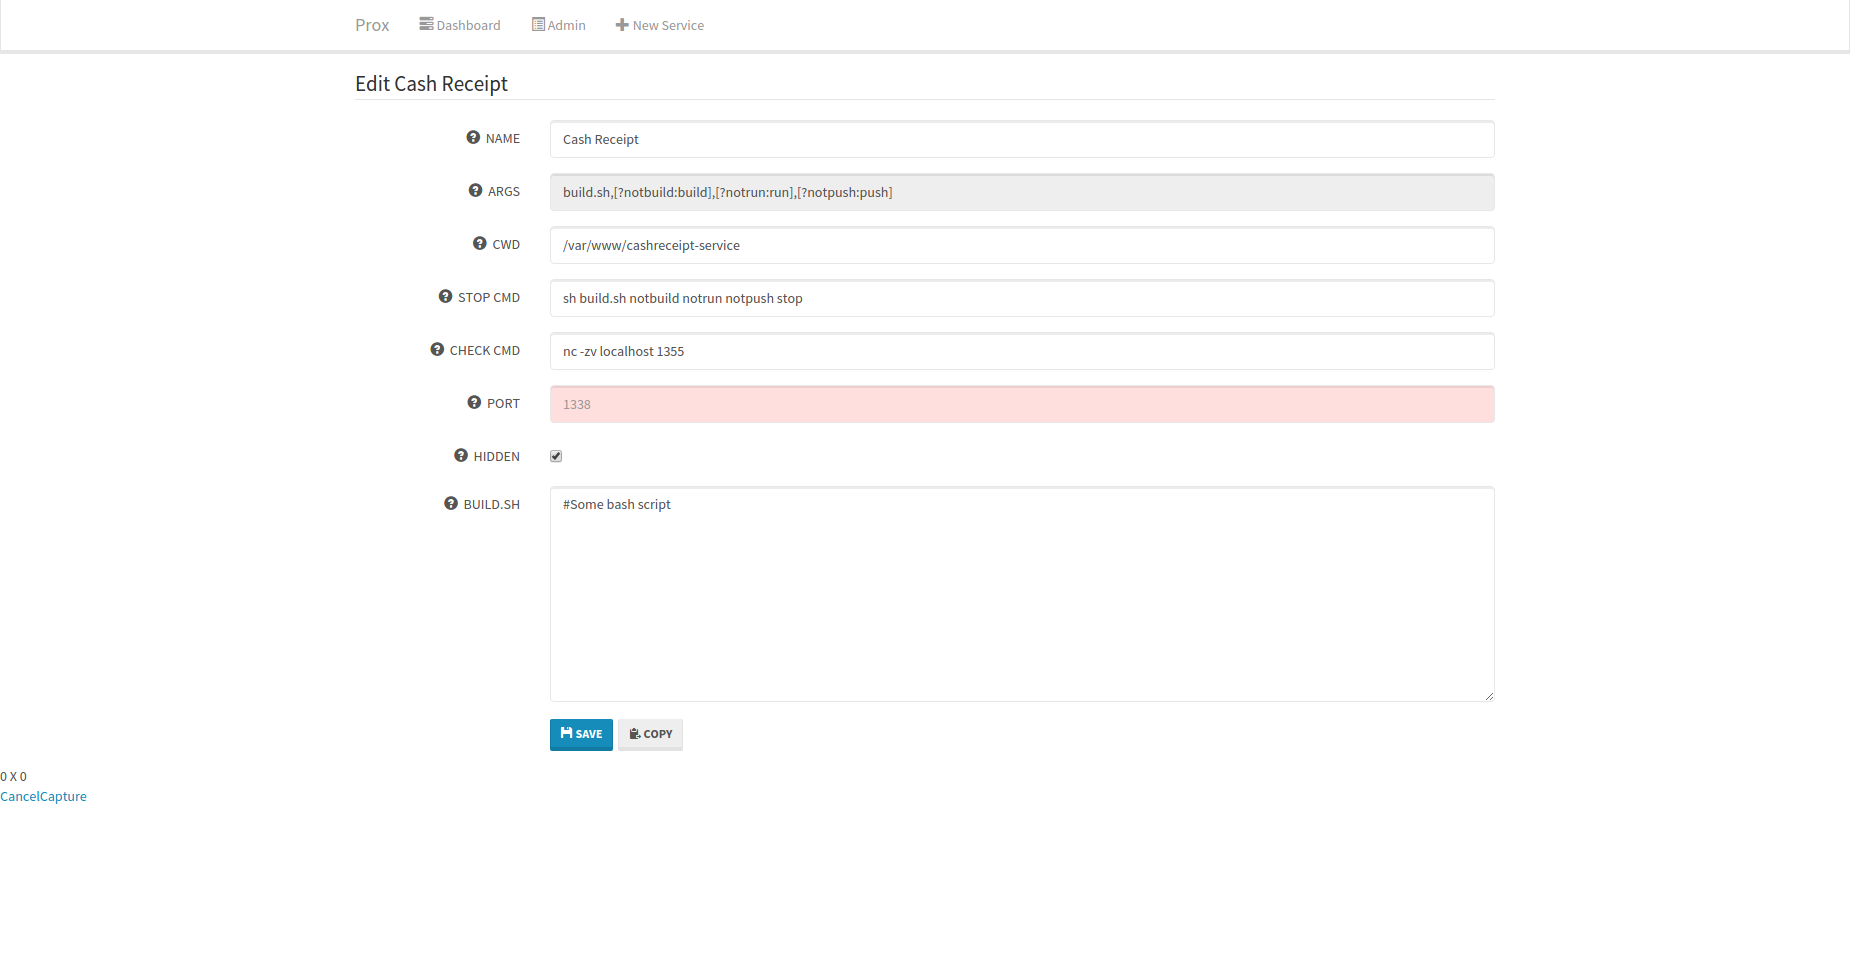 Prox Dashboard Admin New Service
Edit Cash Receipt
NAME Cash Receipt
ARGS build.sh,[?notbuild:build],[?notrun:run],[?notpush:push]
CWD /var/www/cashreceipt-service
STOP CMD sh build.sh notbuild notrun notpush stop
CHECK CMD nc -zv localhost 1355
PORT 1338
HIDDEN
BUILD.SH #Some bash script
SAVE COPY
0 X 0
CancelCapture